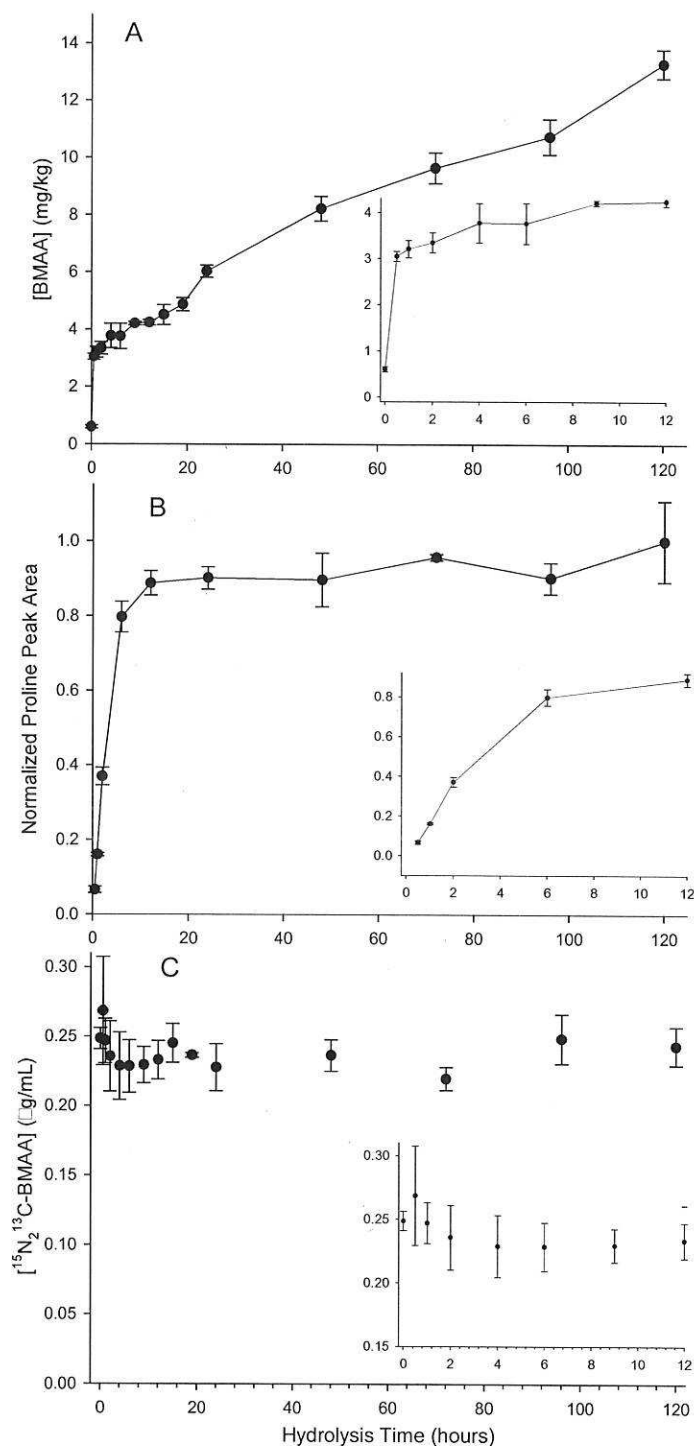 A
[BMAA] (mg/kg)
14
12
10
8
6
4
2
0
0 20 40 60 80 100 120
4
3
2
1
0
0 2 4 6 8 10 12
B
Normalized Proline Peak Area
1.0
0.8
0.6
0.4
0.2
0.0
0 20 40 60 80 100 120
0.8
0.6
0.4
0.2
0.0
0 2 4 6 8 10 12
C
[¹⁵N₂¹³C-BMAA] (□g/mL)
0.30
0.25
0.20
0.15
0.10
0.05
0.00
0 20 40 60 80 100 120
0.30
0.25
0.20
0.15
0 2 4 6 8 10 12
Hydrolysis Time (hours)